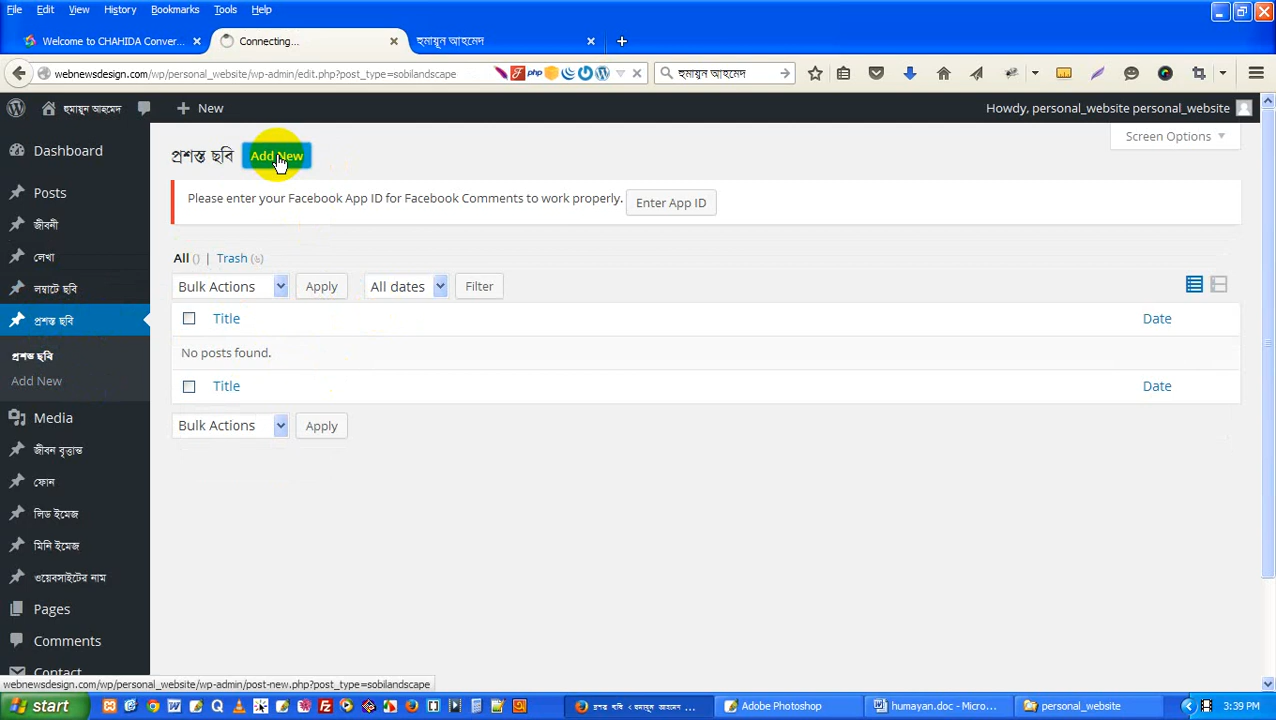 File Edit View History Bookmarks Tools Help
Welcome to CHAHIDA Conver... Connecting... হুমায়ূন আহমেদ
webnewsdesign.com/wp/personal_website/wp-admin/edit.php?post_type=sobilandscape php হুমায়ূন আহমেদ
হুমায়ূন আহমেদ New Howdy, personal_website personal_website
Screen Options
Dashboard
Posts
জীবনী
লেখা
লম্বাটে ছবি
প্রশস্ত ছবি
প্রশস্ত ছবি
Add New
Media
জীবন বৃত্তান্ত
ফোন
লিড ইমেজ
মিনি ইমেজ
ওয়েবসাইটের নাম
Pages
Comments
Contact
প্রশস্ত ছবি Add New
Please enter your Facebook App ID for Facebook Comments to work properly. Enter App ID
All () | Trash (৬)
Bulk Actions Apply All dates Filter
Title Date
No posts found.
Title Date
Bulk Actions Apply
webnewsdesign.com/wp/personal_website/wp-admin/post-new.php?post_type=sobilandscape
start প্রশস্ত ছবি < হুমায়ূন আহমেদ ... Adobe Photoshop humayan.doc - Micro... personal_website 3:39 PM